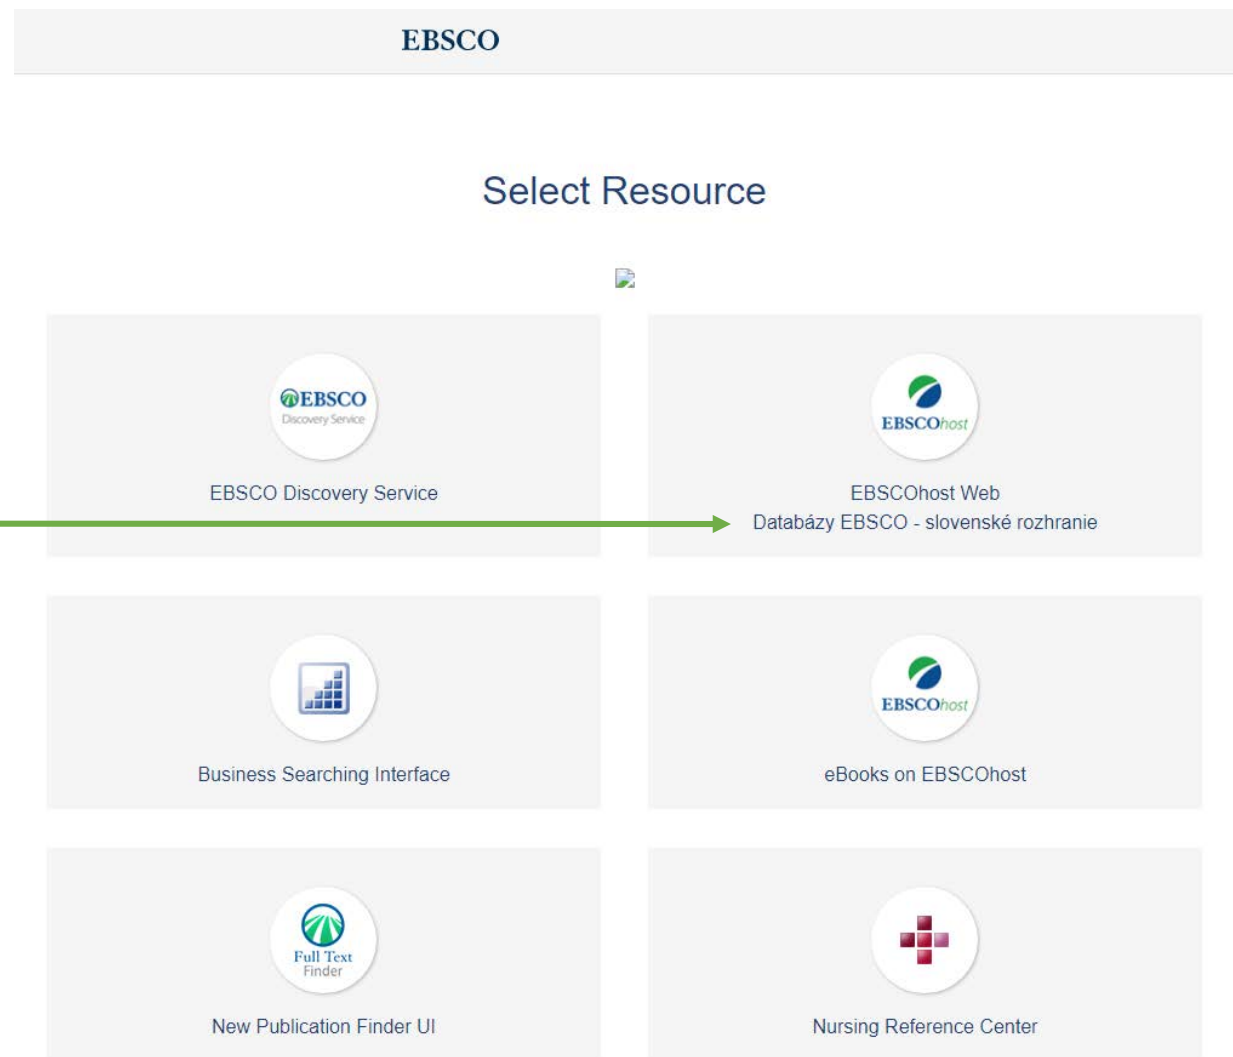 EBSCO
Select Resource
EBSCO
Discovery Service
EBSCO Discovery Service
EBSCOhost
EBSCOhost Web
Databázy EBSCO - slovenské rozhranie
Business Searching Interface
EBSCOhost
eBooks on EBSCOhost
Full Text
Finder
New Publication Finder UI
Nursing Reference Center